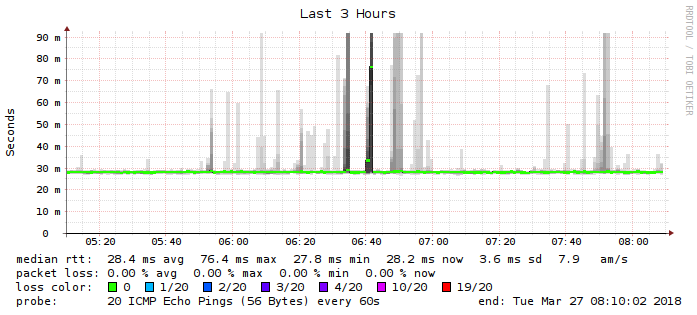 Last 3 Hours
RRDTOOL / TOBI OETIKER
Seconds
90 m
80 m
70 m
60 m
50 m
40 m
30 m
20 m
10 m
0
05:20 05:40 06:00 06:20 06:40 07:00 07:20 07:40 08:00
median rtt: 28.4 ms avg 76.4 ms max 27.8 ms min 28.2 ms now 3.6 ms sd 7.9 am/s
packet loss: 0.00 % avg 0.00 % max 0.00 % min 0.00 % now
loss color: 0 1/20 2/20 3/20 4/20 10/20 19/20
probe: 20 ICMP Echo Pings (56 Bytes) every 60s end: Tue Mar 27 08:10:02 2018